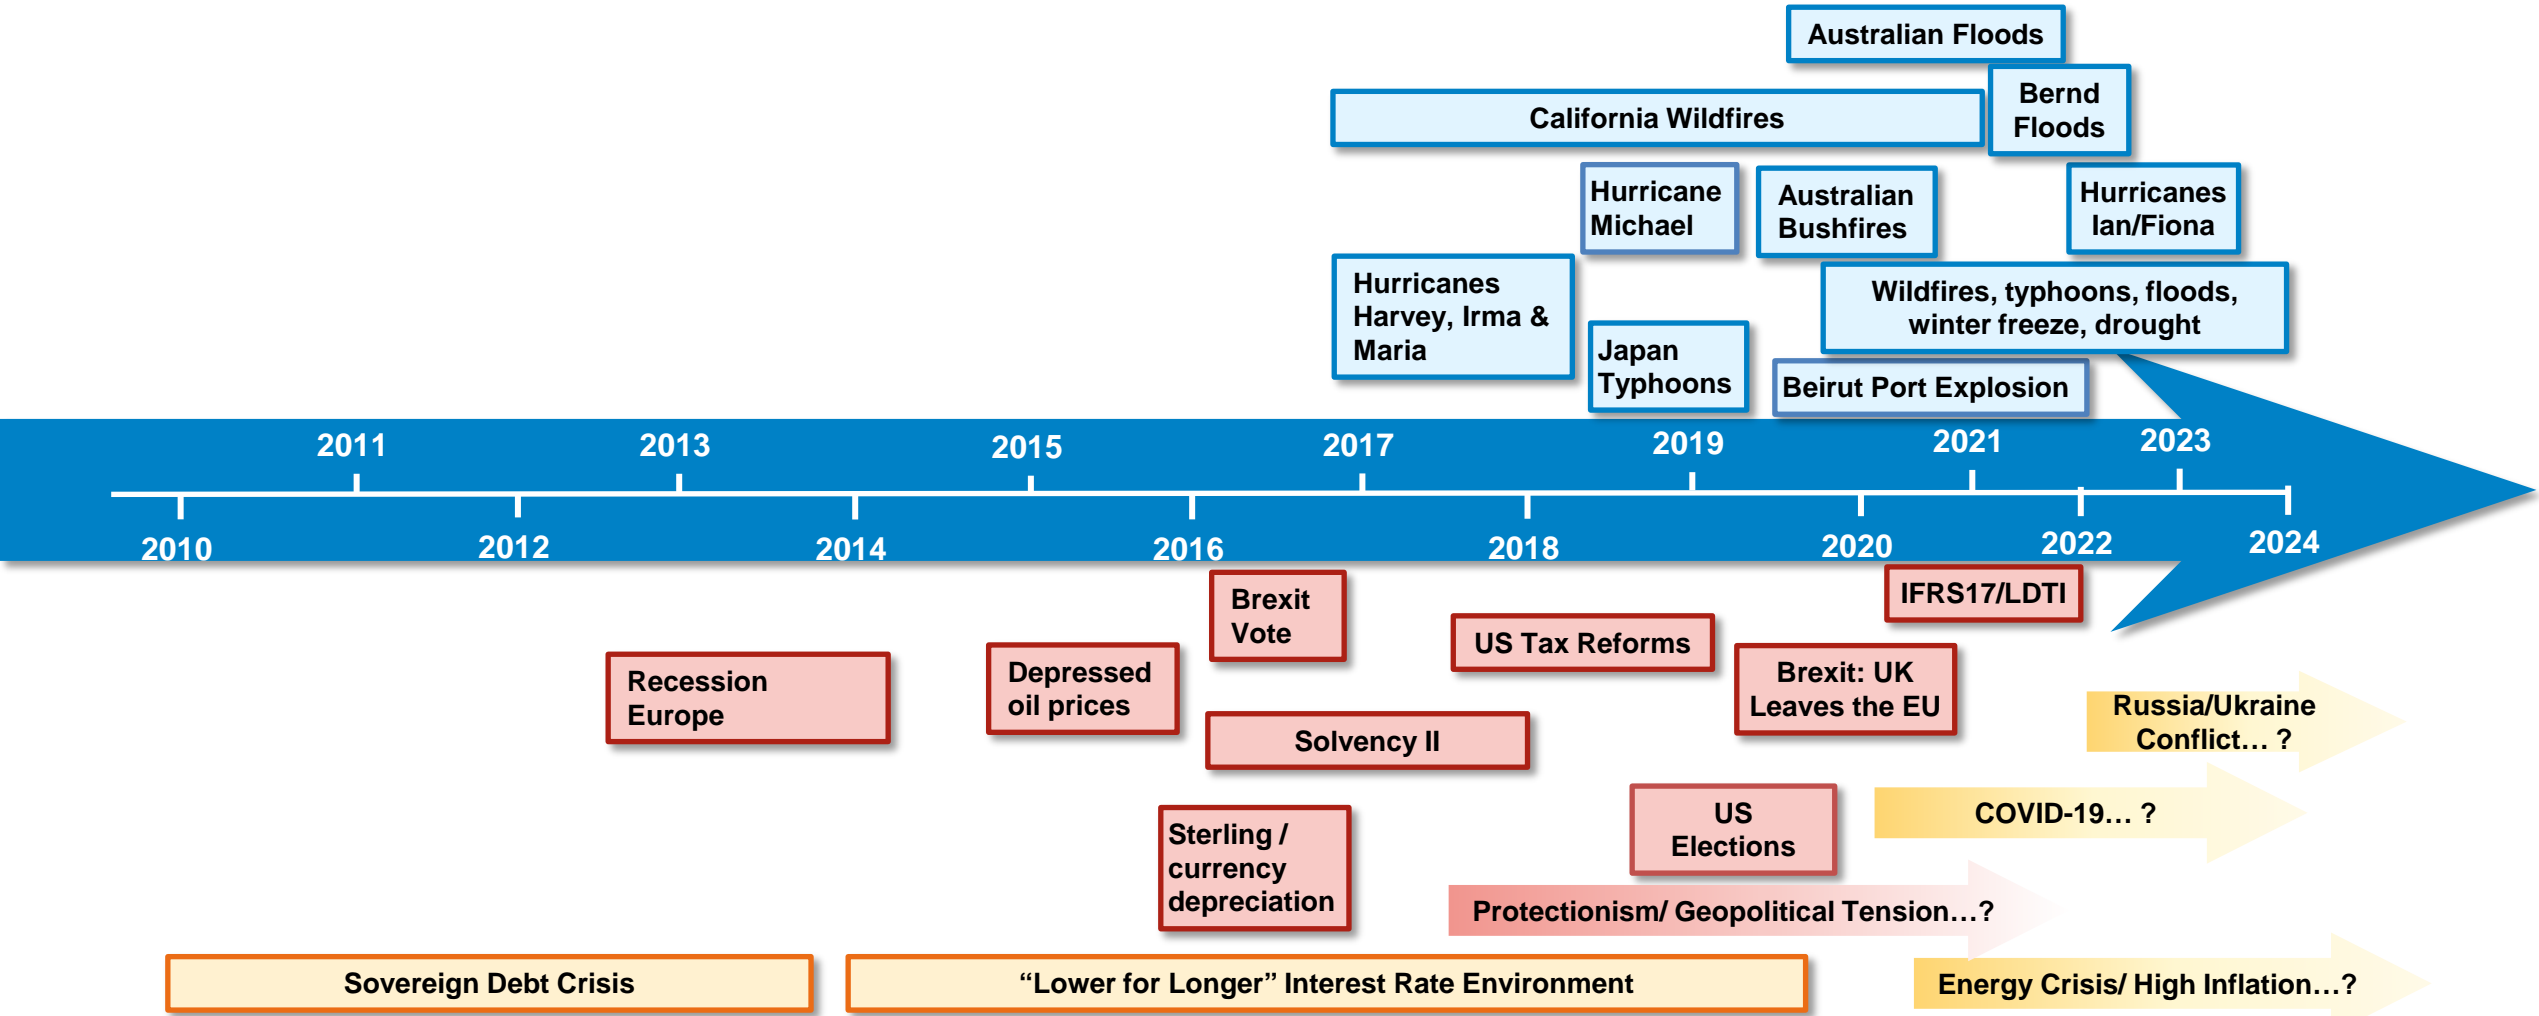 Australian Floods
Bernd
Floods
California Wildfires
Hurricane
Michael
Australian
Bushfires
Hurricanes
Ian/Fiona
Hurricanes
Harvey, Irma &
Maria
Wildfires, typhoons, floods,
winter freeze, drought
Japan
Typhoons
Beirut Port Explosion
2011
2013
2015
2017
2019
2021
2023
2010
2012
2014
2016
2018
2020
2022
2024
Brexit
Vote
IFRS17/LDTI
US Tax Reforms
Recession
Europe
Depressed
oil prices
Brexit: UK
Leaves the EU
Russia/Ukraine
Conflict… ?
Solvency II
US
Elections
COVID-19… ?
Sterling /
currency
depreciation
Protectionism/ Geopolitical Tension…?
Sovereign Debt Crisis
“Lower for Longer” Interest Rate Environment
Energy Crisis/ High Inflation…?